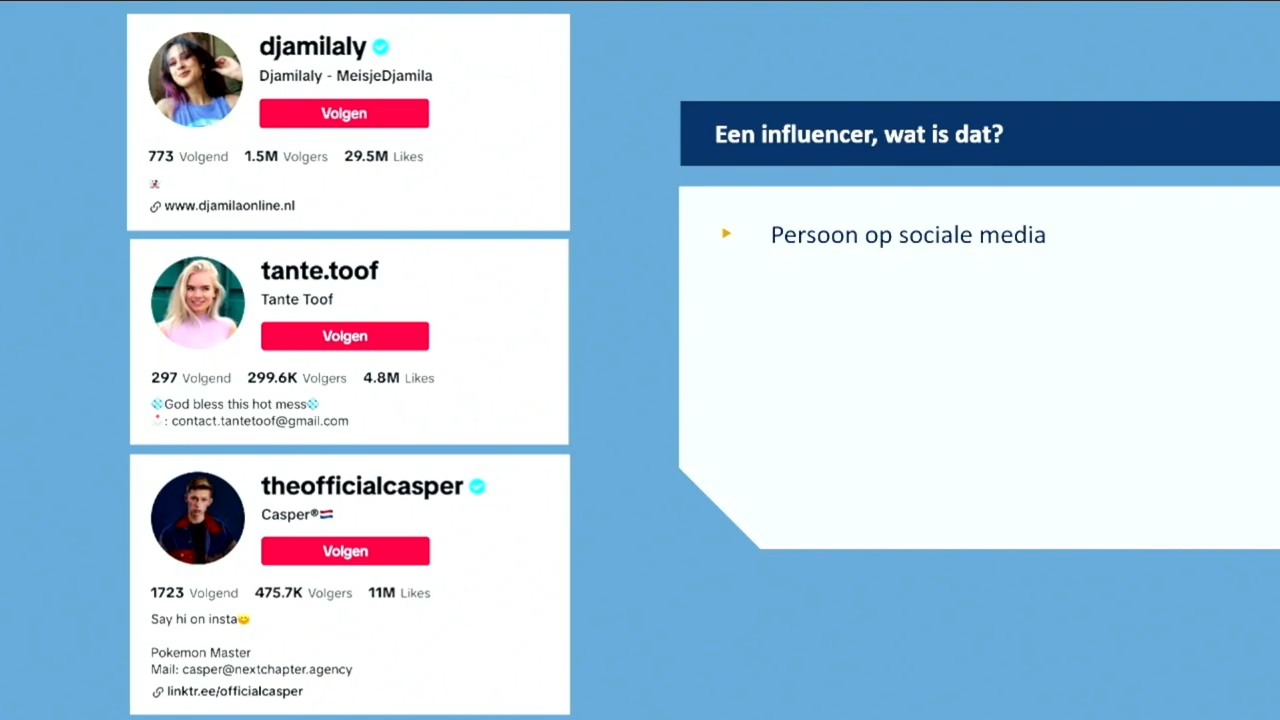 djamilaly
Djamilaly - MeisjeDjamila
Volgen
773 Volgend 1.5M Volgers 29.5M Likes
www.djamilaonline.nl
tante.toof
Tante Toof
Volgen
297 Volgend 299.6K Volgers 4.8M Likes
God bless this hot mess
: contact.tantetoof@gmail.com
theofficialcasper
Casper®
Volgen
1723 Volgend 475.7K Volgers 11M Likes
Say hi on insta
Pokemon Master
Mail: casper@nextchapter.agency
linktr.ee/officialcasper
Een influencer, wat is dat?
Persoon op sociale media